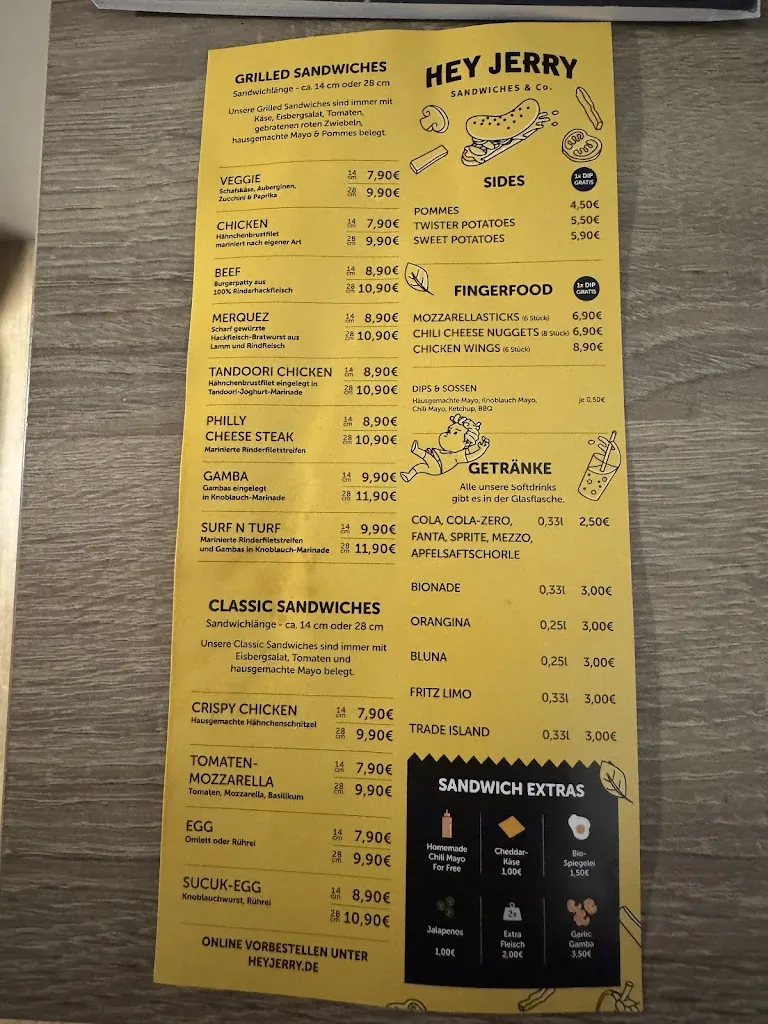 GRILLED SANDWICHES
Sandwichlänge - ca. 14 cm oder 28 cm
Unsere Grilled Sandwiches sind immer mit
Käse, Eisbergsalat, Tomaten,
gebratenen roten Zwiebeln,
hausgemachte Mayo & Pommes belegt.
VEGGIE 14 cm 7,90€
Schafskäse, Auberginen,
Zucchini & Paprika 28 cm 9,90€
CHICKEN 14 cm 7,90€
Hähnchenbrustfilet
mariniert nach eigener Art 28 cm 9,90€
BEEF 14 cm 8,90€
Burgerpatty aus
100% Rinderhackfleisch 28 cm 10,90€
MERQUEZ 14 cm 8,90€
Scharf gewürzte
Hackfleisch-Bratwurst aus 28 cm 10,90€
Lamm und Rindfleisch
TANDOORI CHICKEN 14 cm 8,90€
Hähnchenbrustfilet eingelegt in
Tandoori-Joghurt-Marinade 28 cm 10,90€
PHILLY 14 cm 8,90€
CHEESE STEAK 28 cm 10,90€
Marinierte Rinderfiletstreifen
GAMBA 14 cm 9,90€
Gambas eingelegt
in Knoblauch-Marinade 28 cm 11,90€
SURF N TURF 14 cm 9,90€
Marinierte Rinderfiletstreifen
und Gambas in Knoblauch-Marinade 28 cm 11,90€
CLASSIC SANDWICHES
Sandwichlänge - ca. 14 cm oder 28 cm
Unsere Classic Sandwiches sind immer mit
Eisbergsalat, Tomaten und
hausgemachte Mayo belegt.
CRISPY CHICKEN 14 cm 7,90€
Hausgemachte Hähnchenschnitzel
28 cm 9,90€
TOMATEN- 14 cm 7,90€
MOZZARELLA
Tomaten, Mozzarella, Basilikum 28 cm 9,90€
EGG 14 cm 7,90€
Omlett oder Rührei
28 cm 9,90€
SUCUK-EGG 14 cm 8,90€
Knoblauchwurst, Rührei
28 cm 10,90€
ONLINE VORBESTELLEN UNTER
HEYJERRY.DE
HEY JERRY
SANDWICHES & Co.
SIDES
1x DIP
GRATIS
POMMES 4,50€
TWISTER POTATOES 5,50€
SWEET POTATOES 5,90€
FINGERFOOD
1x DIP
GRATIS
MOZZARELLASTICKS (6 Stück) 6,90€
CHILI CHEESE NUGGETS (8 Stück) 6,90€
CHICKEN WINGS (6 Stück) 8,90€
DIPS & SOSSEN
Hausgemachte Mayo, Knoblauch Mayo, je 0,50€
Chili Mayo, Ketchup, BBQ
GETRÄNKE
Alle unsere Softdrinks
gibt es in der Glasflasche.
COLA, COLA-ZERO, 0,33l 2,50€
FANTA, SPRITE, MEZZO,
APFELSAFTSCHORLE
BIONADE 0,33l 3,00€
ORANGINA 0,25l 3,00€
BLUNA 0,25l 3,00€
FRITZ LIMO 0,33l 3,00€
TRADE ISLAND 0,33l 3,00€
SANDWICH EXTRAS
Homemade
Chili Mayo
For Free
Cheddar-
Käse
1,00€
Bio-
Spiegelei
1,50€
Jalapenos
1,00€
2x
Extra
Fleisch
2,00€
Garlic
Gamba
3,50€